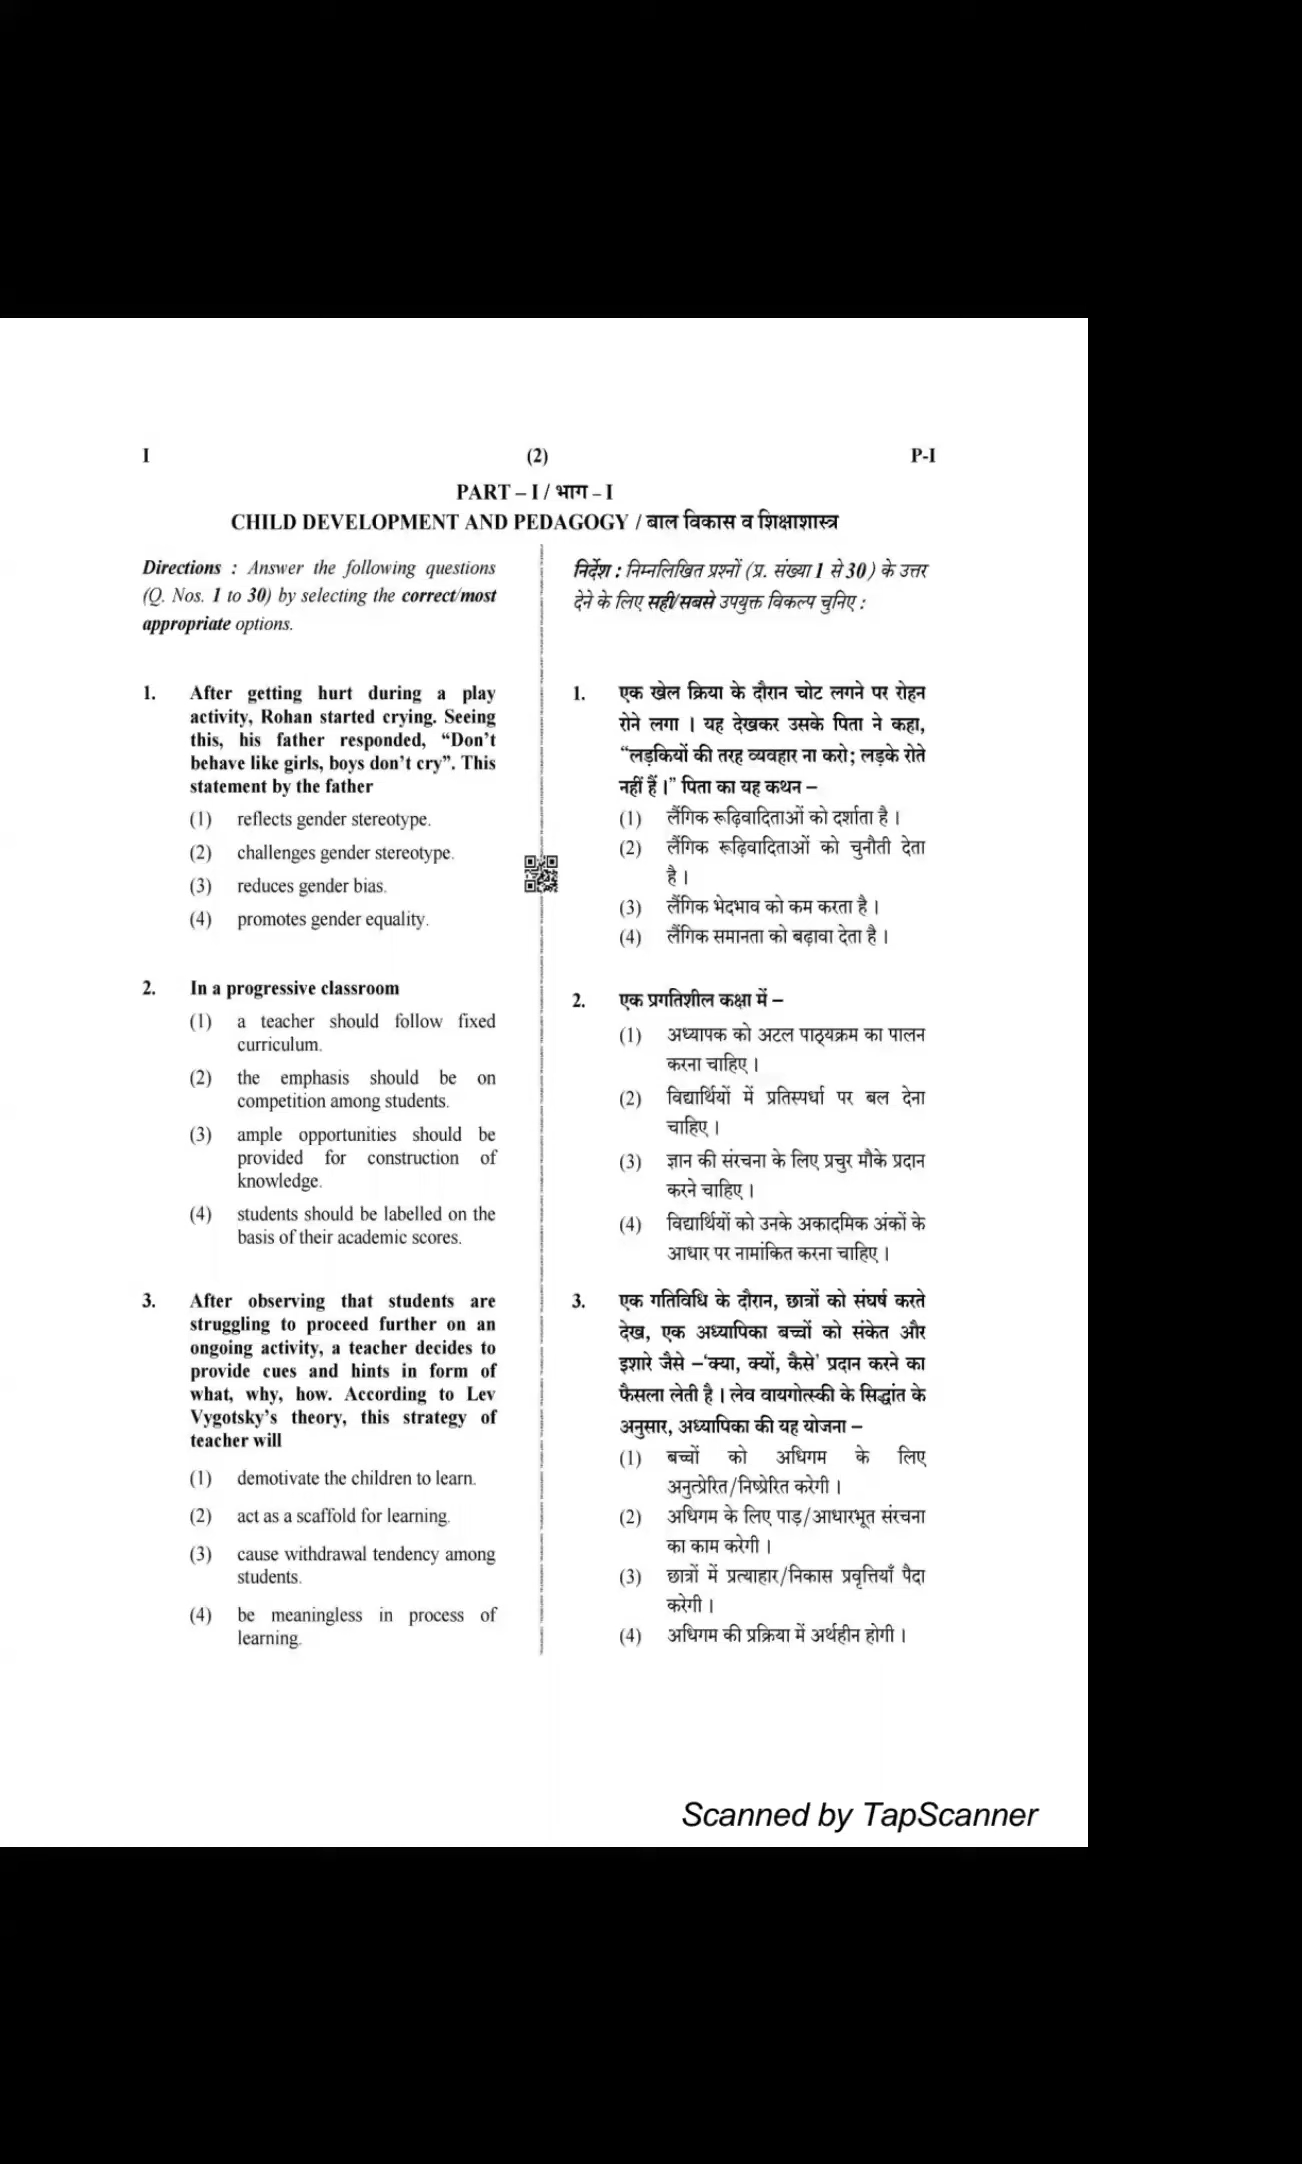 I (2) P-I
PART – I / भाग – I
CHILD DEVELOPMENT AND PEDAGOGY / बाल विकास व शिक्षाशास्त्र
Directions : Answer the following questions
(Q. Nos. 1 to 30) by selecting the correct/most
appropriate options.
1. After getting hurt during a play
activity, Rohan started crying. Seeing
this, his father responded, “Don’t
behave like girls, boys don’t cry”. This
statement by the father
(1) reflects gender stereotype.
(2) challenges gender stereotype.
(3) reduces gender bias.
(4) promotes gender equality.
2. In a progressive classroom
(1) a teacher should follow fixed
curriculum.
(2) the emphasis should be on
competition among students.
(3) ample opportunities should be
provided for construction of
knowledge.
(4) students should be labelled on the
basis of their academic scores.
3. After observing that students are
struggling to proceed further on an
ongoing activity, a teacher decides to
provide cues and hints in form of
what, why, how. According to Lev
Vygotsky’s theory, this strategy of
teacher will
(1) demotivate the children to learn.
(2) act as a scaffold for learning.
(3) cause withdrawal tendency among
students.
(4) be meaningless in process of
learning.
निर्देश : निम्नलिखित प्रश्नों (प्र. संख्या 1 से 30) के उत्तर
देने के लिए सही/सबसे उपयुक्त विकल्प चुनिए :
1. एक खेल क्रिया के दौरान चोट लगने पर रोहन
रोने लगा । यह देखकर उसके पिता ने कहा,
“लड़कियों की तरह व्यवहार ना करो; लड़के रोते
नहीं हैं ।” पिता का यह कथन –
(1) लैंगिक रूढ़िवादिताओं को दर्शाता है ।
(2) लैंगिक रूढ़िवादिताओं को चुनौती देता
है ।
(3) लैंगिक भेदभाव को कम करता है ।
(4) लैंगिक समानता को बढ़ावा देता है ।
2. एक प्रगतिशील कक्षा में –
(1) अध्यापक को अटल पाठ्यक्रम का पालन
करना चाहिए ।
(2) विद्यार्थियों में प्रतिस्पर्धा पर बल देना
चाहिए ।
(3) ज्ञान की संरचना के लिए प्रचुर मौके प्रदान
करने चाहिए ।
(4) विद्यार्थियों को उनके अकादमिक अंकों के
आधार पर नामांकित करना चाहिए ।
3. एक गतिविधि के दौरान, छात्रों को संघर्ष करते
देख, एक अध्यापिका बच्चों को संकेत और
इशारे जैसे –‘क्या, क्यों, कैसे’ प्रदान करने का
फैसला लेती है । लेव वायगोत्स्की के सिद्धांत के
अनुसार, अध्यापिका की यह योजना –
(1) बच्चों को अधिगम के लिए
अनुत्प्रेरित/निष्प्रेरित करेगी ।
(2) अधिगम के लिए पाड़/आधारभूत संरचना
का काम करेगी ।
(3) छात्रों में प्रत्याहार/निकास प्रवृत्तियाँ पैदा
करेगी ।
(4) अधिगम की प्रक्रिया में अर्थहीन होगी ।
Scanned by TapScanner